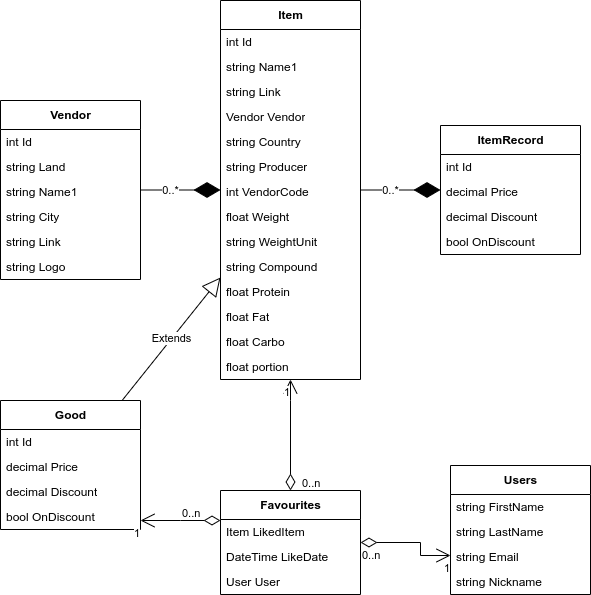 Item
int Id
string Name1
string Link
Vendor Vendor
string Country
string Producer
int VendorCode
float Weight
string WeightUnit
string Compound
float Protein
float Fat
float Carbo
float portion
Vendor
int Id
string Land
string Name1
string City
string Link
string Logo
0..*
0..*
ItemRecord
int Id
decimal Price
decimal Discount
bool OnDiscount
Extends
Good
int Id
decimal Price
decimal Discount
bool OnDiscount
1
0..n
1
0..n
Favourites
Item LikedItem
DateTime LikeDate
User User
0..n
1
Users
string FirstName
string LastName
string Email
string Nickname